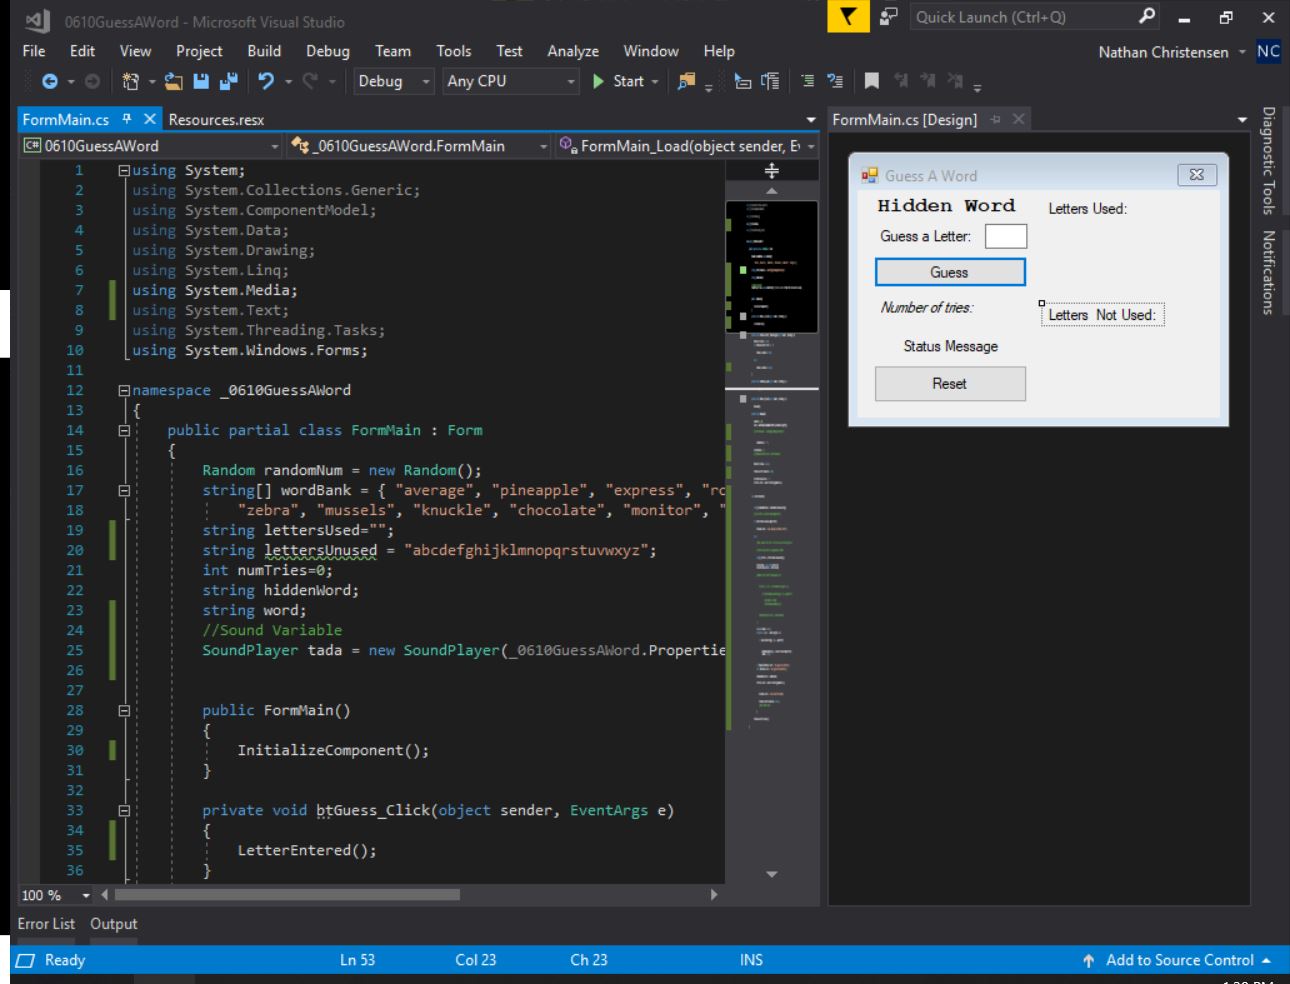 0610GuessAWord - Microsoft Visual Studio
Quick Launch (Ctrl+Q)
File Edit View Project Build Debug Team Tools Test Analyze Window Help
Nathan Christensen NC
Debug Any CPU Start
FormMain.cs Resources.resx
FormMain.cs [Design]
C# 0610GuessAWord _0610GuessAWord.FormMain FormMain_Load(object sender, E
1 using System;
2 using System.Collections.Generic;
3 using System.ComponentModel;
4 using System.Data;
5 using System.Drawing;
6 using System.Linq;
7 using System.Media;
8 using System.Text;
9 using System.Threading.Tasks;
10 using System.Windows.Forms;
11
12 namespace _0610GuessAWord
13 {
14 public partial class FormMain : Form
15 {
16 Random randomNum = new Random();
17 string[] wordBank = { "average", "pineapple", "express", "ro
18 "zebra", "mussels", "knuckle", "chocolate", "monitor", "
19 string lettersUsed="";
20 string lettersUnused = "abcdefghijklmnopqrstuvwxyz";
21 int numTries=0;
22 string hiddenWord;
23 string word;
24 //Sound Variable
25 SoundPlayer tada = new SoundPlayer(_0610GuessAWord.Propertie
26
27
28 public FormMain()
29 {
30 InitializeComponent();
31 }
32
33 private void btGuess_Click(object sender, EventArgs e)
34 {
35 LetterEntered();
36 }
100 %
Guess A Word
Hidden Word
Letters Used:
Guess a Letter:
Guess
Number of tries:
Letters Not Used:
Status Message
Reset
Diagnostic Tools
Notifications
Error List Output
Ready Ln 53 Col 23 Ch 23 INS Add to Source Control